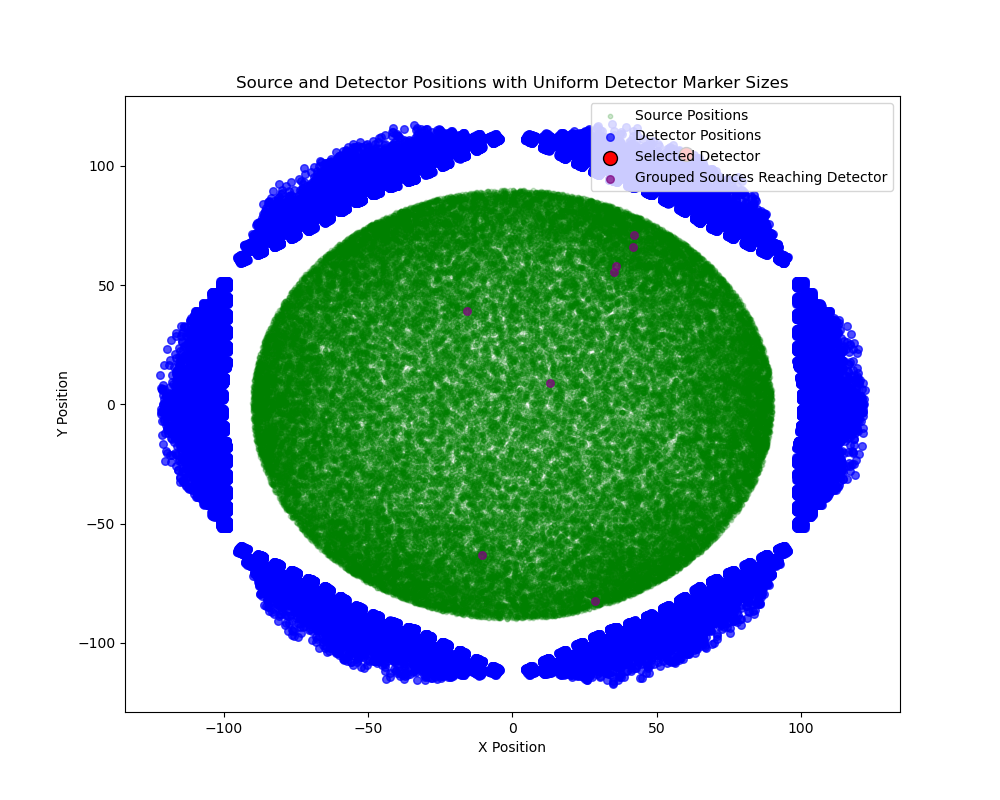 Source and Detector Positions with Uniform Detector Marker Sizes
Source Positions
Detector Positions
Selected Detector
Grouped Sources Reaching Detector
100
50
0
−50
−100
Y Position
−100
−50
0
50
100
X Position